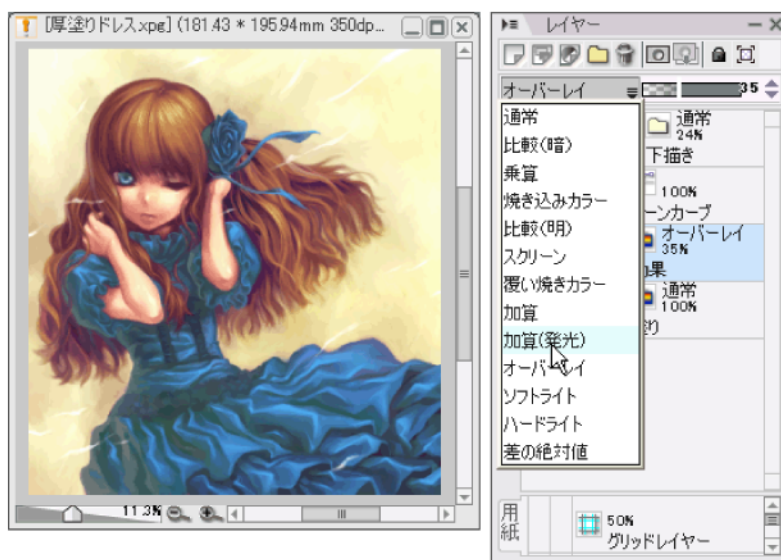 [厚塗りドレス.xpg] (181.43 * 195.94mm 350dp...
11.3%
レイヤー
オーバーレイ
35
通常
比較(暗)
乗算
焼き込みカラー
比較(明)
スクリーン
覆い焼きカラー
加算
加算(発光)
オーバーレイ
ソフトライト
ハードライト
差の絶対値
通常
24%
下描き
100%
ーンカーブ
オーバーレイ
35%
果
通常
100%
用紙
50%
グリッドレイヤー